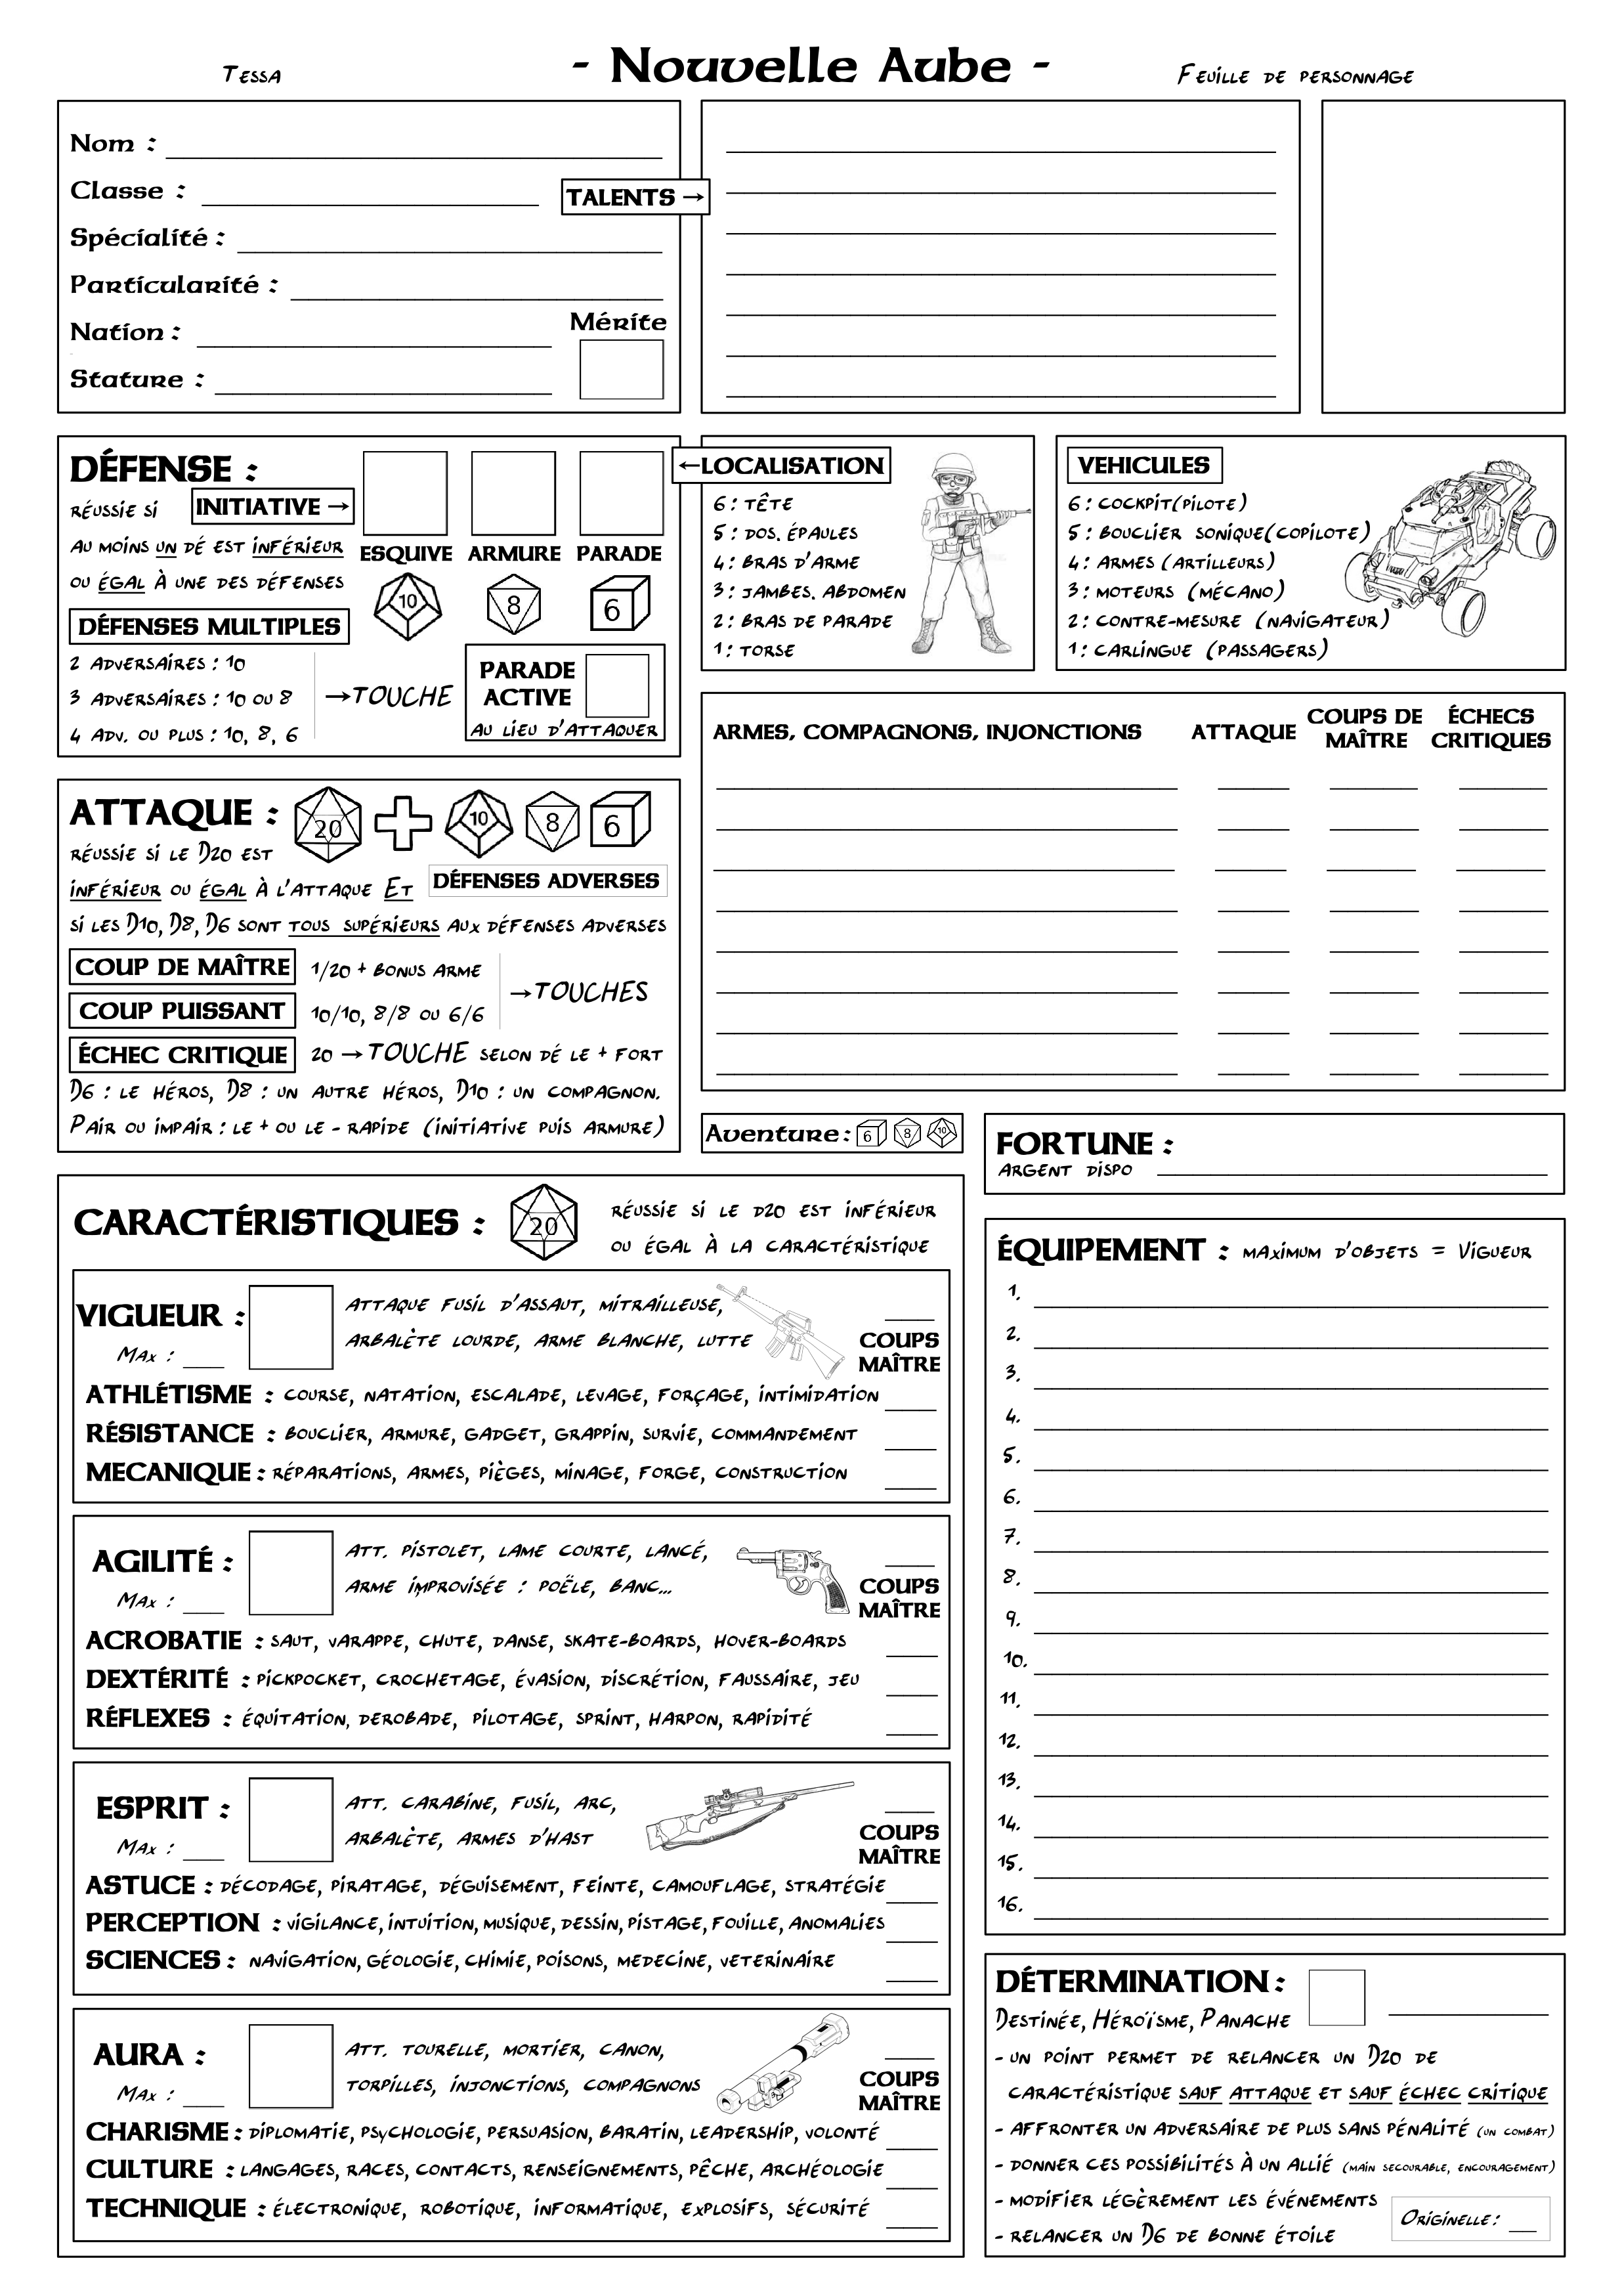 Tessa
- Nouvelle Aube -
Feuille de personnage
Nom :
Classe :
TALENTS →
Spécialité :
Particularité :
Nation :
Mérite
Stature :
DÉFENSE :
réussie si
INITIATIVE →
au moins un dé est inférieur
ou égal à une des défenses
ESQUIVE ARMURE PARADE
10 8 6
DÉFENSES MULTIPLES
2 adversaires : 10
3 adversaires : 10 ou 8
4 adv. ou plus : 10, 8, 6
→TOUCHE
PARADE
ACTIVE
au lieu d'attaquer
←LOCALISATION
6 : tête
5 : dos, épaules
4 : bras d'arme
3 : jambes, abdomen
2 : bras de parade
1 : torse
VEHICULES
6 : cockpit(pilote)
5 : bouclier sonique(copilote)
4 : armes (artilleurs)
3 : moteurs (mécano)
2 : contre-mesure (navigateur)
1 : carlingue (passagers)
ATTAQUE :
20 10 8 6
réussie si le D20 est
inférieur ou égal à l'attaque Et
DÉFENSES ADVERSES
si les D10, D8, D6 sont tous supérieurs aux défenses adverses
COUP DE MAÎTRE 1/20 + bonus arme
COUP PUISSANT 10/10, 8/8 ou 6/6
→TOUCHES
ÉCHEC CRITIQUE 20 →TOUCHE selon dé le + fort
D6 : le héros, D8 : un autre héros, D10 : un compagnon.
Pair ou impair : le + ou le - rapide (initiative puis armure)
ARMES, COMPAGNONS, INJONCTIONS
ATTAQUE
COUPS DE
MAÎTRE
ÉCHECS
CRITIQUES
Aventure : 6 8 10
FORTUNE :
argent dispo
CARACTÉRISTIQUES :
20
réussie si le d20 est inférieur
ou égal à la caractéristique
VIGUEUR :
Max :
attaque fusil d'assaut, mitrailleuse,
arbalète lourde, arme blanche, lutte
COUPS
MAÎTRE
ATHLÉTISME : course, natation, escalade, levage, forçage, intimidation
RÉSISTANCE : bouclier, armure, gadget, grappin, survie, commandement
MECANIQUE : réparations, armes, pièges, minage, forge, construction
AGILITÉ :
Max :
att. pistolet, lame courte, lancé,
arme improvisée : poële, banc...
COUPS
MAÎTRE
ACROBATIE : saut, varappe, chute, danse, skate-boards, hover-boards
DEXTÉRITÉ : pickpocket, crochetage, évasion, discrétion, faussaire, jeu
RÉFLEXES : équitation, derobade, pilotage, sprint, harpon, rapidité
ESPRIT :
Max :
att. carabine, fusil, arc,
arbalète, armes d'hast
COUPS
MAÎTRE
ASTUCE : décodage, piratage, déguisement, feinte, camouflage, stratégie
PERCEPTION : vigilance, intuition, musique, dessin, pistage, fouille, anomalies
SCIENCES : navigation, géologie, chimie, poisons, medecine, veterinaire
AURA :
Max :
att. tourelle, mortier, canon,
torpilles, injonctions, compagnons
COUPS
MAÎTRE
CHARISME : diplomatie, psychologie, persuasion, baratin, leadership, volonté
CULTURE : langages, races, contacts, renseignements, pêche, archéologie
TECHNIQUE : électronique, robotique, informatique, explosifs, sécurité
ÉQUIPEMENT : maximum d'objets = Vigueur
1.
2.
3.
4.
5.
6.
7.
8.
9.
10.
11.
12.
13.
14.
15.
16.
DÉTERMINATION :
Destinée, Héroïsme, Panache
- un point permet de relancer un D20 de
caractéristique sauf attaque et sauf échec critique
- affronter un adversaire de plus sans pénalité (un combat)
- donner ces possibilités à un allié (main secourable, encouragement)
- modifier légèrement les événements
- relancer un D6 de bonne étoile
Originelle :